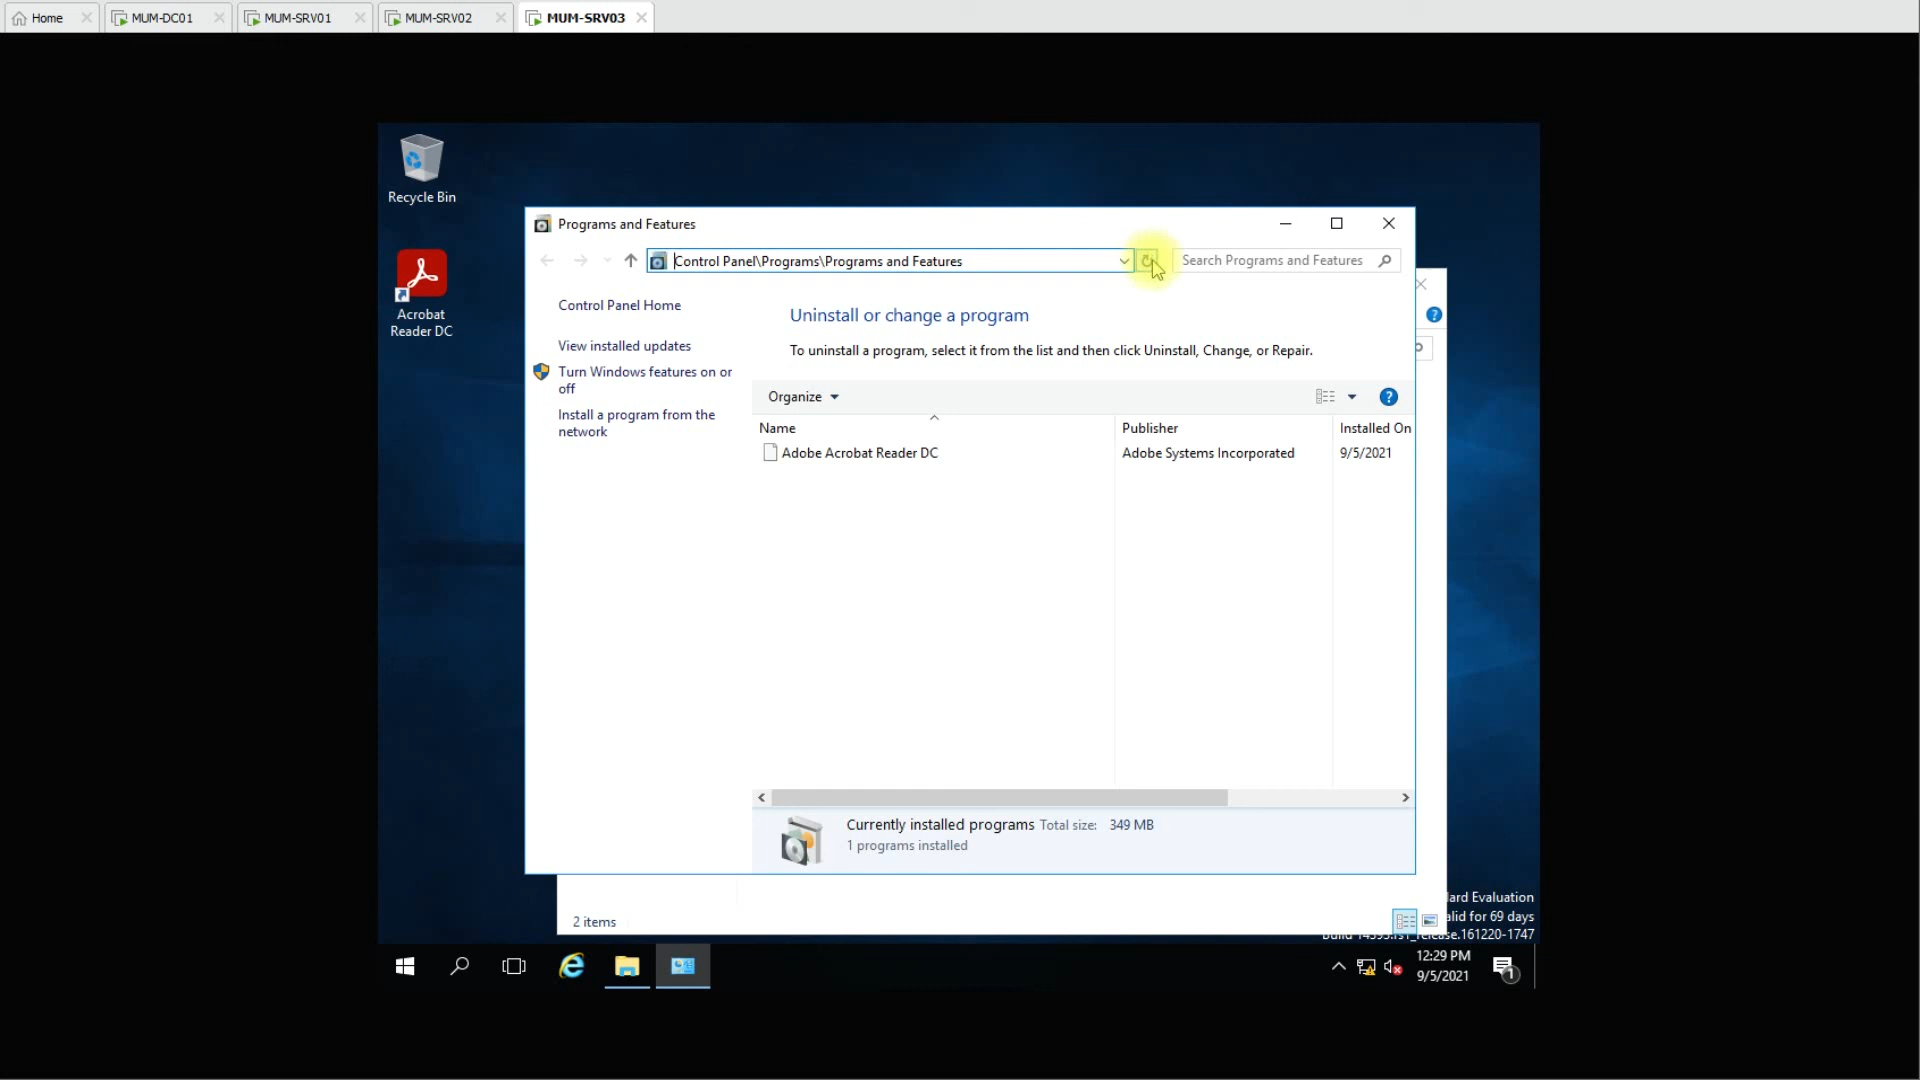 Home
MUM-DC01
MUM-SRV01
MUM-SRV02
MUM-SRV03
Recycle Bin
Acrobat
Reader DC
Programs and Features
Control Panel\Programs\Programs and Features
Search Programs and Features
Control Panel Home
View installed updates
Turn Windows features on or
off
Install a program from the
network
Uninstall or change a program
To uninstall a program, select it from the list and then click Uninstall, Change, or Repair.
Organize
Name
Publisher
Installed On
Adobe Acrobat Reader DC
Adobe Systems Incorporated
9/5/2021
Currently installed programs Total size: 349 MB
1 programs installed
2 items
Evaluation
for 69 days
12:29 PM
9/5/2021
1